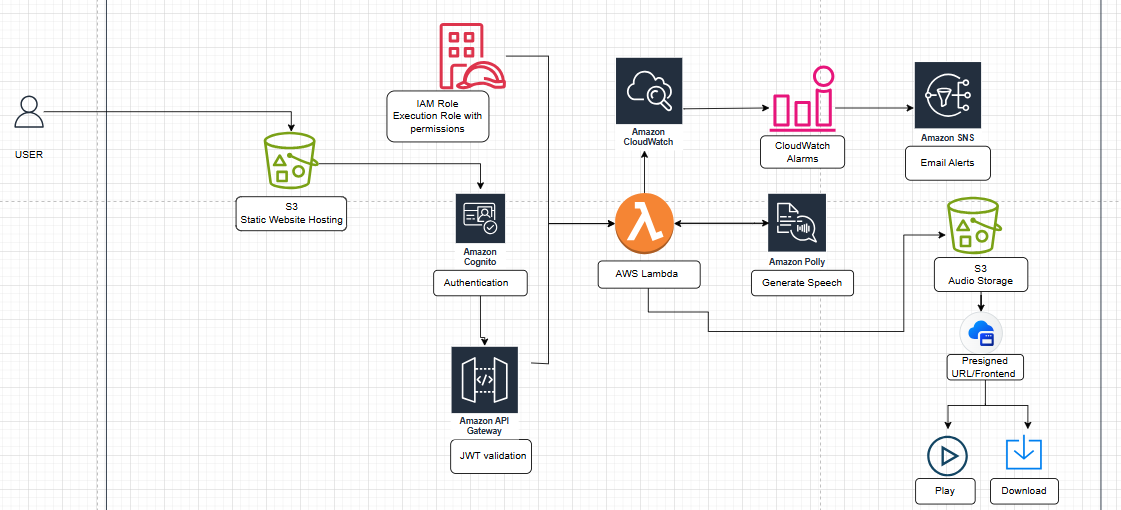 USER
S3
Static Website Hosting
IAM Role
Execution Role with
permissions
Amazon
Cognito
Authentication
Amazon API
Gateway
JWT validation
Amazon
CloudWatch
CloudWatch
Alarms
Amazon SNS
Email Alerts
AWS Lambda
Amazon Polly
Generate Speech
S3
Audio Storage
Presigned
URL/Frontend
Play
Download